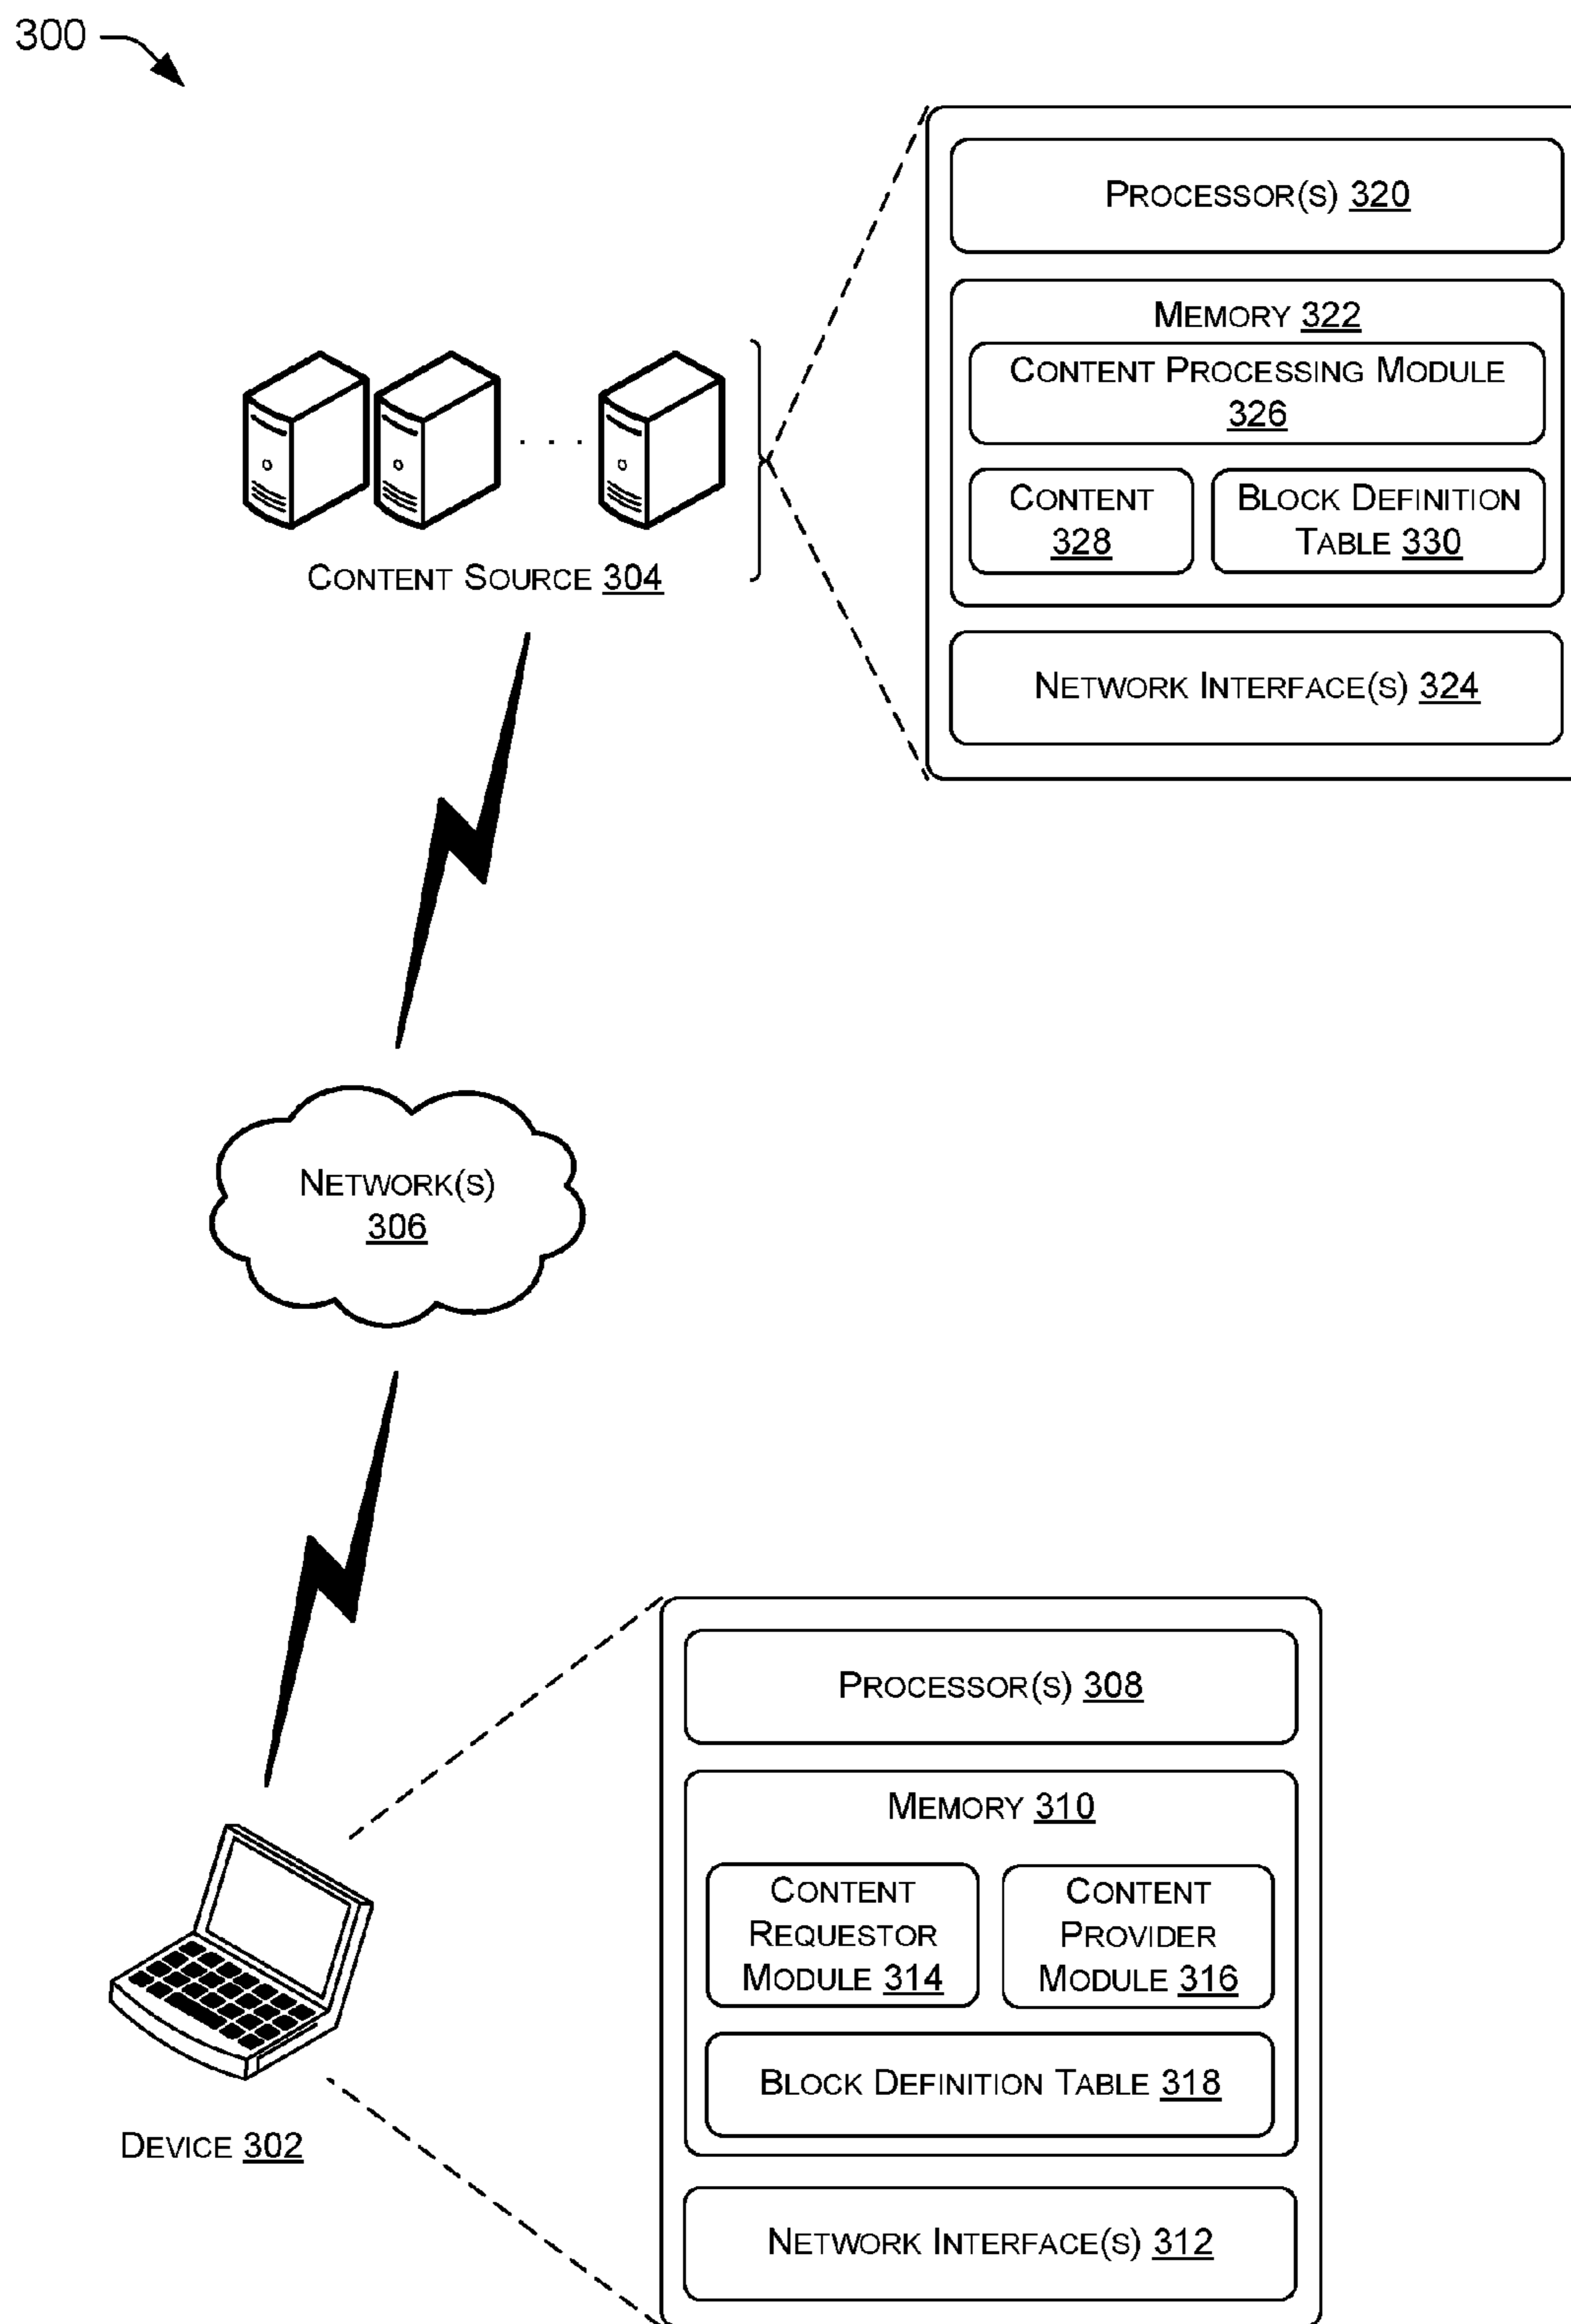 300
PROCESSOR(S) 320
MEMORY 322
CONTENT PROCESSING MODULE
326
CONTENT
328
BLOCK DEFINITION
TABLE 330
NETWORK INTERFACE(S) 324
CONTENT SOURCE 304
NETWORK(S)
306
PROCESSOR(S) 308
MEMORY 310
CONTENT
REQUESTOR
MODULE 314
CONTENT
PROVIDER
MODULE 316
BLOCK DEFINITION TABLE 318
NETWORK INTERFACE(S) 312
DEVICE 302